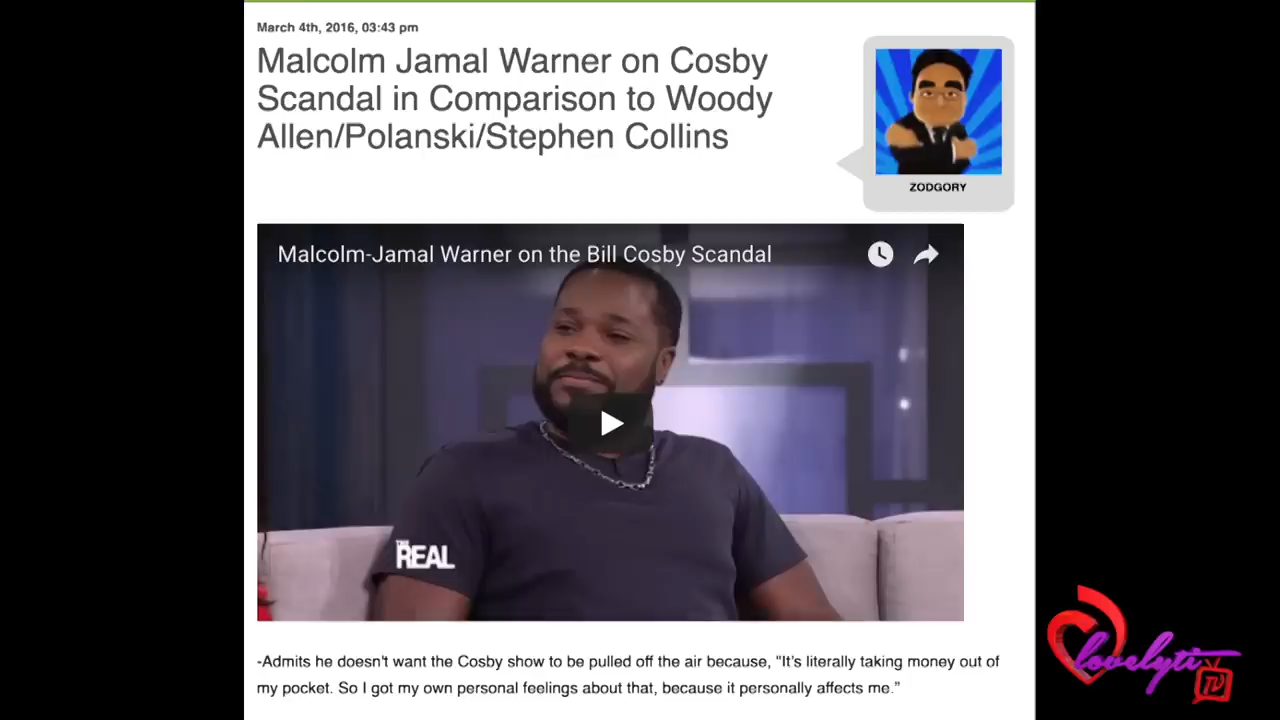 March 4th, 2016, 03:43 pm
Malcolm Jamal Warner on Cosby
Scandal in Comparison to Woody
Allen/Polanski/Stephen Collins
ZODGORY
Malcolm-Jamal Warner on the Bill Cosby Scandal
THE
REAL
-Admits he doesn't want the Cosby show to be pulled off the air because, "It's literally taking money out of
my pocket. So I got my own personal feelings about that, because it personally affects me.”
lovelyti
TV